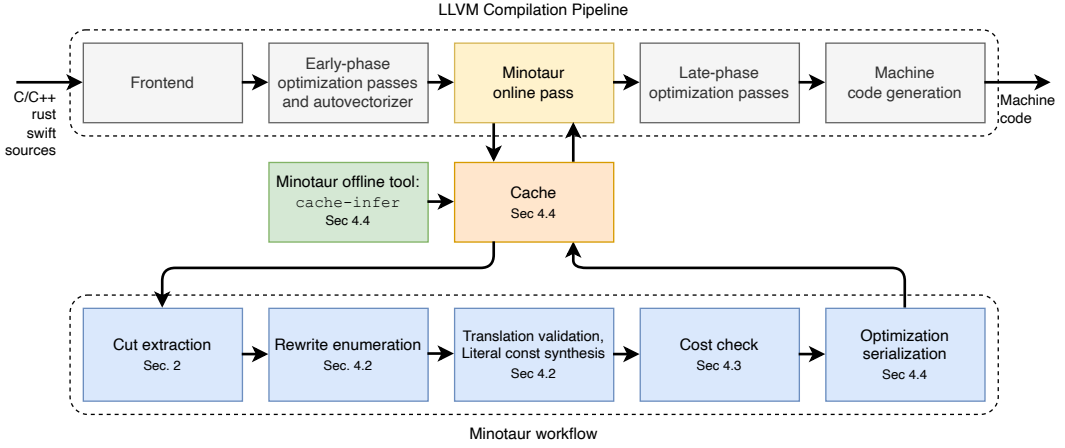 LLVM Compilation Pipeline
Frontend
Early-phase
optimization passes
and autovectorizer
Minotaur
online pass
Late-phase
optimization passes
Machine
code generation
C/C++
rust
swift
sources
Machine
code
Minotaur offline tool:
cache-infer
Sec 4.4
Cache
Sec 4.4
Cut extraction
Sec. 2
Rewrite enumeration
Sec. 4.2
Translation validation,
Literal const synthesis
Sec 4.2
Cost check
Sec 4.3
Optimization
serialization
Sec 4.4
Minotaur workflow